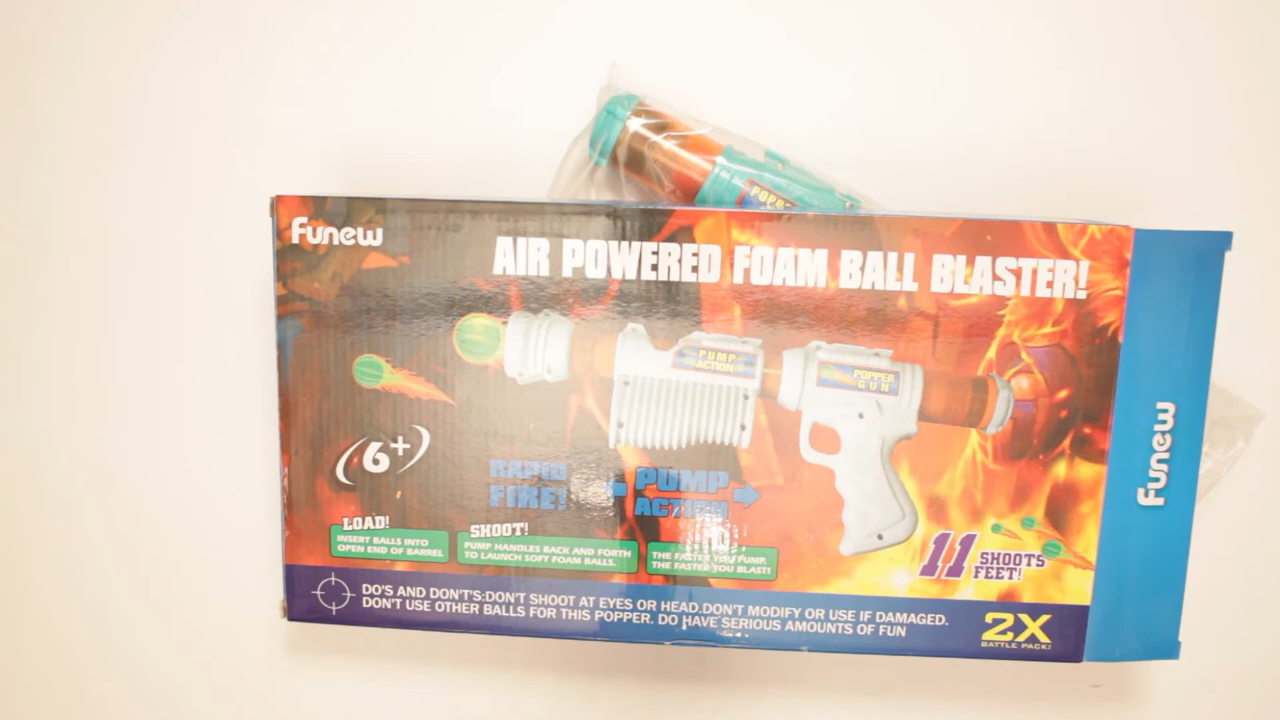 POPPE
Funew
AIR POWERED FOAM BALL BLASTER!
PUMP
ACTION
POPPER
GUN
6+
RAPID
FIRE!
PUMP
ACTION
LOAD!
INSERT BALLS INTO
OPEN END OF BARREL
SHOOT!
PUMP HANDLES BACK AND FORTH
TO LAUNCH SOFT FOAM BALLS.
THE FASTER YOU PUMP.
THE FASTER YOU BLAST!
11 SHOOTS
FEET!
DO'S AND DON'TS:DON'T SHOOT AT EYES OR HEAD.DON'T MODIFY OR USE IF DAMAGED.
DON'T USE OTHER BALLS FOR THIS POPPER. DO HAVE SERIOUS AMOUNTS OF FUN
2X
BATTLE PACK!
Funew